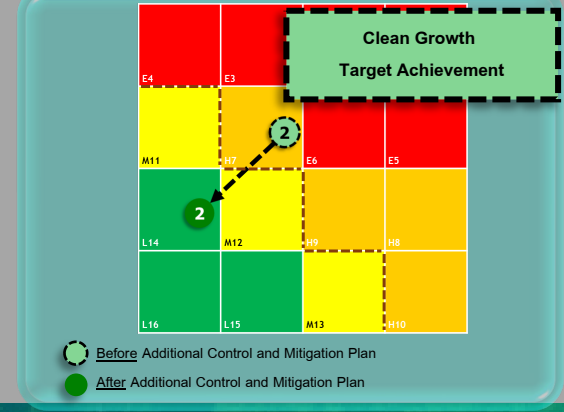 Clean Growth
Target Achievement
E4
E3
2
M11
H7
E6
E5
2
L14
M12
H9
H8
L16
L15
M13
H10
Before Additional Control and Mitigation Plan
After Additional Control and Mitigation Plan